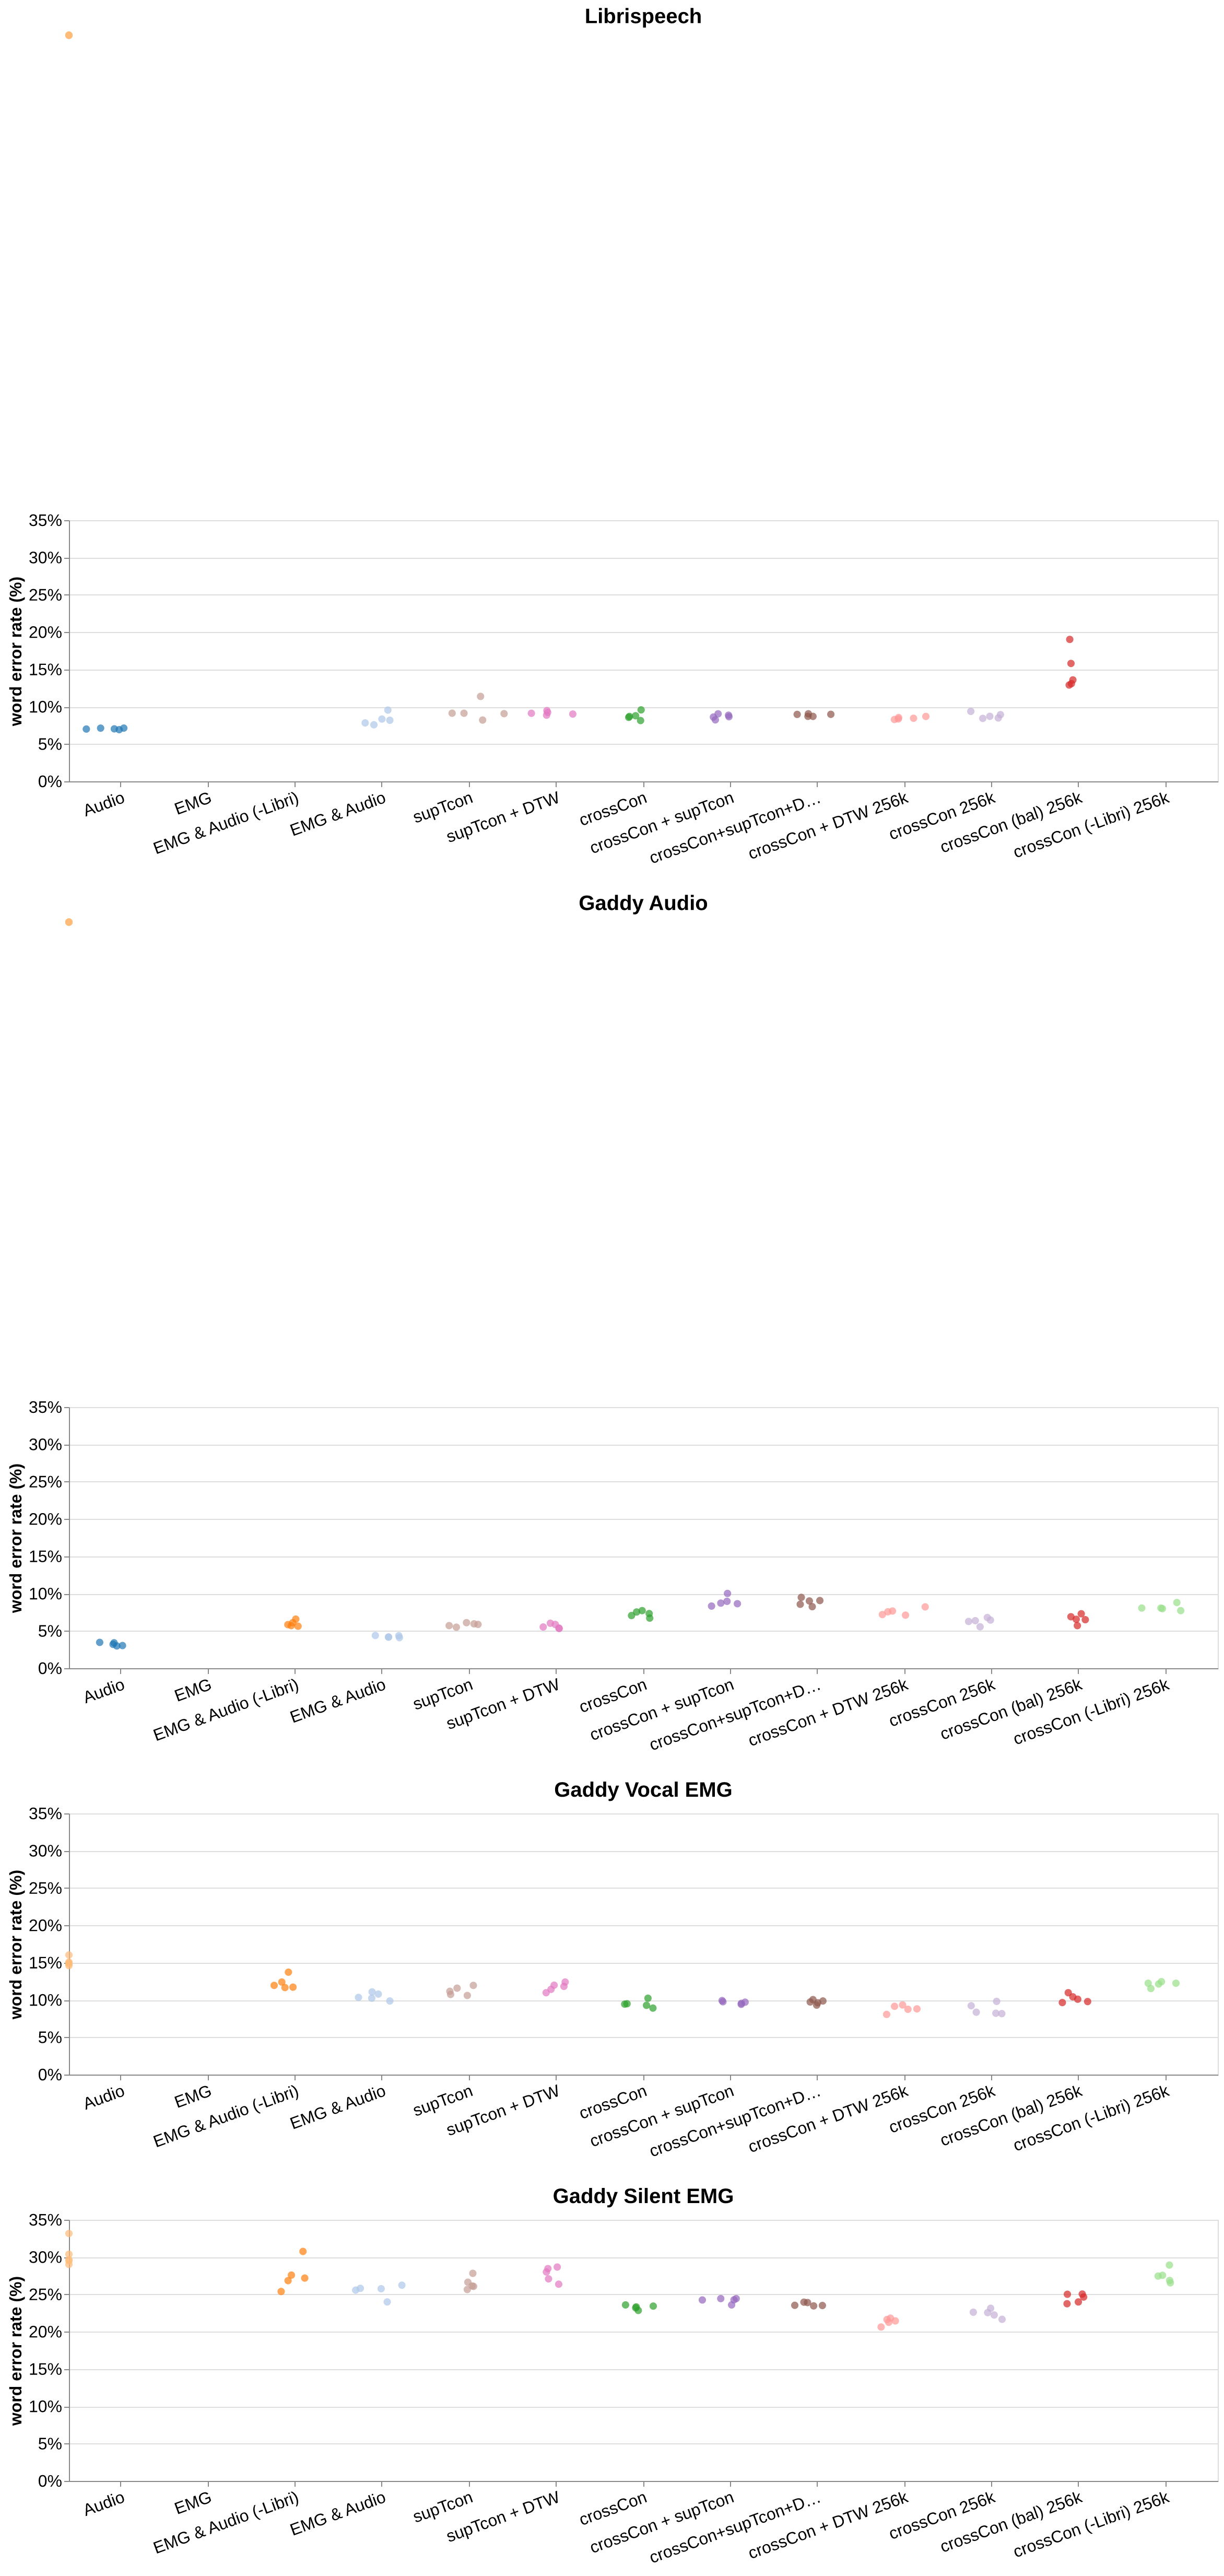 Librispeech
35%
30%
25%
20%
15%
10%
5%
0%
word error rate (%)
Audio
EMG
EMG & Audio (-Libri)
EMG & Audio
supTcon
supTcon + DTW
crossCon
crossCon + supTcon
crossCon+supTcon+D…
crossCon + DTW 256k
crossCon 256k
crossCon (bal) 256k
crossCon (-Libri) 256k
Gaddy Audio
35%
30%
25%
20%
15%
10%
5%
0%
word error rate (%)
Audio
EMG
EMG & Audio (-Libri)
EMG & Audio
supTcon
supTcon + DTW
crossCon
crossCon + supTcon
crossCon+supTcon+D…
crossCon + DTW 256k
crossCon 256k
crossCon (bal) 256k
crossCon (-Libri) 256k
Gaddy Vocal EMG
35%
30%
25%
20%
15%
10%
5%
0%
word error rate (%)
Audio
EMG
EMG & Audio (-Libri)
EMG & Audio
supTcon
supTcon + DTW
crossCon
crossCon + supTcon
crossCon+supTcon+D…
crossCon + DTW 256k
crossCon 256k
crossCon (bal) 256k
crossCon (-Libri) 256k
Gaddy Silent EMG
35%
30%
25%
20%
15%
10%
5%
0%
word error rate (%)
Audio
EMG
EMG & Audio (-Libri)
EMG & Audio
supTcon
supTcon + DTW
crossCon
crossCon + supTcon
crossCon+supTcon+D…
crossCon + DTW 256k
crossCon 256k
crossCon (bal) 256k
crossCon (-Libri) 256k